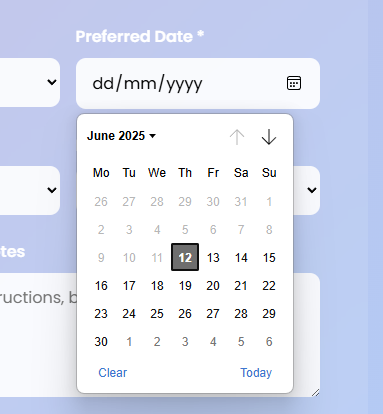 Preferred Date *
dd/mm/yyyy
June 2025
Mo Tu We Th Fr Sa Su
26 27 28 29 30 31 1
2 3 4 5 6 7 8
9 10 11 12 13 14 15
16 17 18 19 20 21 22
23 24 25 26 27 28 29
30 1 2 3 4 5 6
Clear Today
tes
ructions, b